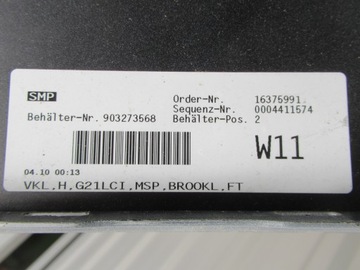 SMP
Order-Nr. 16375991.
Sequenz-Nr. 0004411574
Behälter-Nr. 903273568 Behälter-Pos. 2
W11
04.10 00:13
VKL,H,G21LCI,MSP,BROOKL,FT